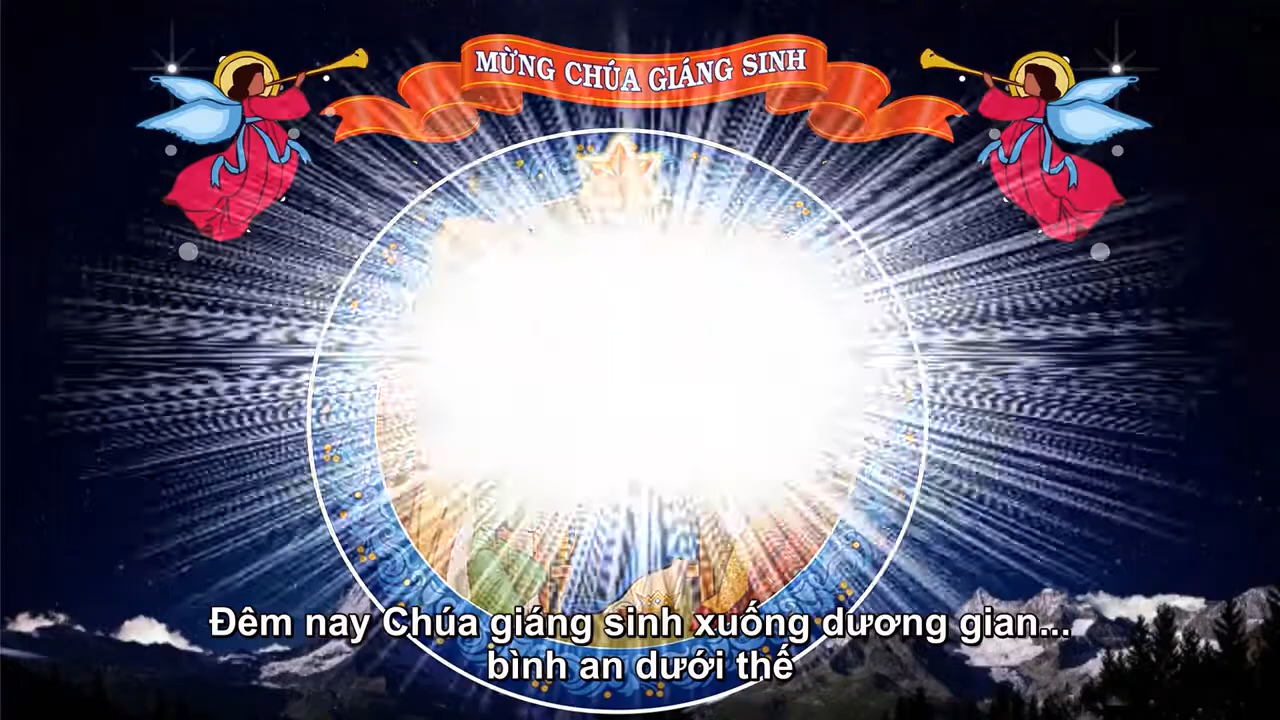 MỪNG CHÚA GIÁNG SINH
Đêm nay Chúa giáng sinh xuống dương gian...
bình an dưới thế